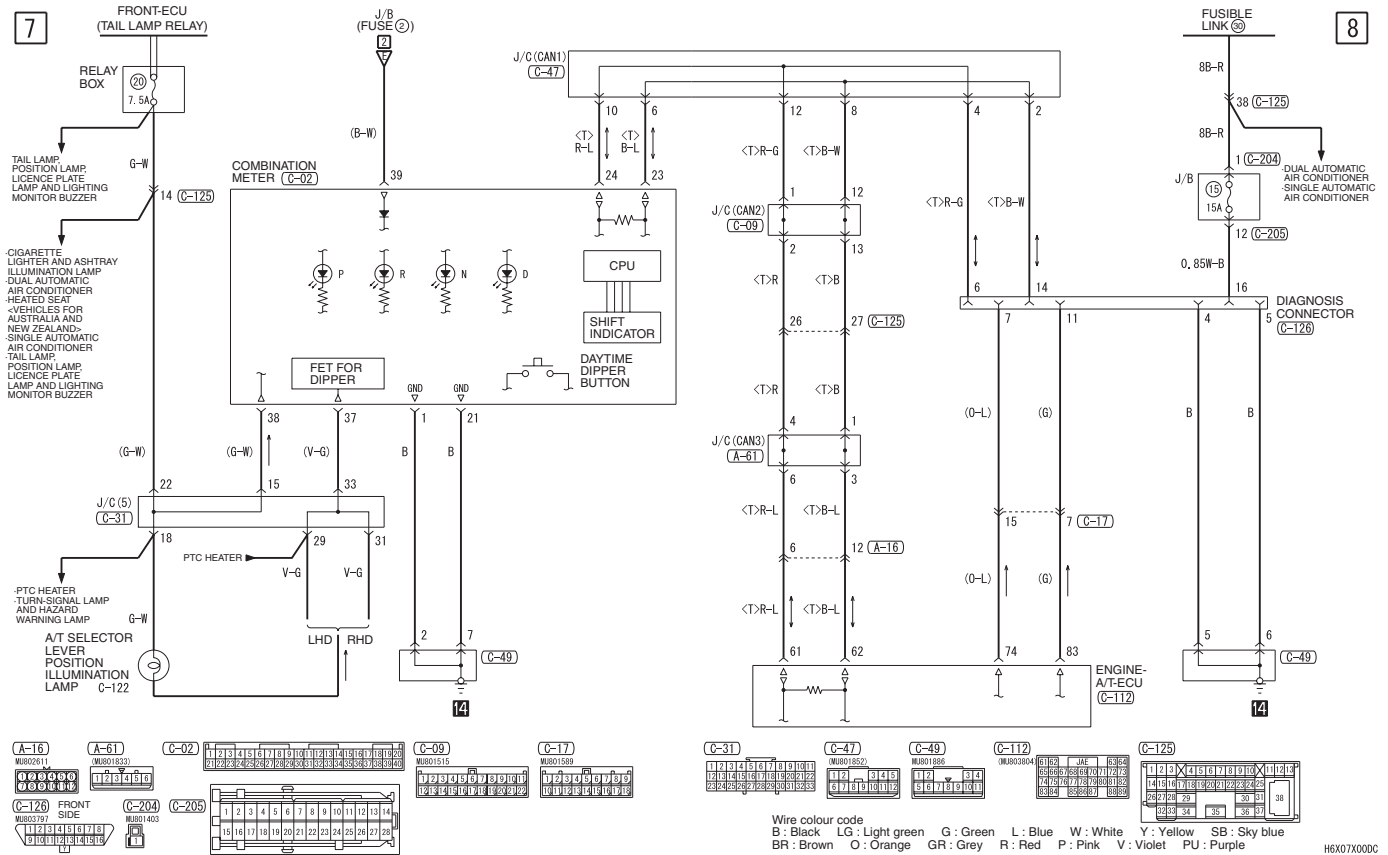 7
FRONT-ECU
(TAIL LAMP RELAY)
RELAY
BOX
20
7.5A
TAIL LAMP,
POSITION LAMP,
LICENCE PLATE
LAMP AND LIGHTING
MONITOR BUZZER
G-W
14 C-125
·CIGARETTE
LIGHTER AND ASHTRAY
ILLUMINATION LAMP
·DUAL AUTOMATIC
AIR CONDITIONER
·HEATED SEAT
<VEHICLES FOR
AUSTRALIA AND
NEW ZEALAND>
·SINGLE AUTOMATIC
AIR CONDITIONER
·TAIL LAMP,
POSITION LAMP,
LICENCE PLATE
LAMP AND LIGHTING
MONITOR BUZZER
(G-W)
22
J/C(5)
C-31
18
·PTC HEATER
·TURN-SIGNAL LAMP
AND HAZARD
WARNING LAMP
G-W
A/T SELECTOR
LEVER
POSITION
ILLUMINATION
LAMP C-122
J/B
(FUSE②)
2
E
(B-W)
COMBINATION
METER C-02
39
24 23
P R N D
CPU
SHIFT
INDICATOR
DAYTIME
DIPPER
BUTTON
FET FOR
DIPPER
GND GND
38 37 1 21
(G-W) (V-G) B B
15 33
29 31
PTC HEATER
V-G V-G
LHD RHD
2 7
C-49
14
J/C(CAN1)
C-47
10 6 12 8 4 2
<T>
R-L
<T>
B-L
<T>R-G <T>B-W
1 12
J/C(CAN2)
C-09
2 13
<T>R <T>B
26 27 C-125
<T>R <T>B
4 1
J/C(CAN3)
A-61
6 3
<T>R-L <T>B-L
6 12 A-16
<T>R-L <T>B-L
61 62 74 83
ENGINE-
A/T-ECU
C-112
<T>R-G <T>B-W
6 14 16
DIAGNOSIS
CONNECTOR
C-126
7 11 4 5
(O-L) (G) B B
15 7 C-17
(O-L) (G)
5 6
C-49
14
8
FUSIBLE
LINK㉚
8B-R
38 C-125
8B-R
·DUAL AUTOMATIC
AIR CONDITIONER
·SINGLE AUTOMATIC
AIR CONDITIONER
1 C-204
J/B
15
15A
12 C-205
0.85W-B
A-16
MU802611
A-61
(MU801833)
C-02
C-09
MU801515
C-17
MU801589
C-126
FRONT
SIDE
MU803797
C-204
MU801403
C-205
C-31
C-47
(MU801852)
C-49
MU801886
C-112
(MU803804)
JAE
C-125
Wire colour code
B : Black LG : Light green G : Green L : Blue W : White Y : Yellow SB : Sky blue
BR : Brown O : Orange GR : Grey R : Red P : Pink V : Violet PU : Purple
H6X07X00DC